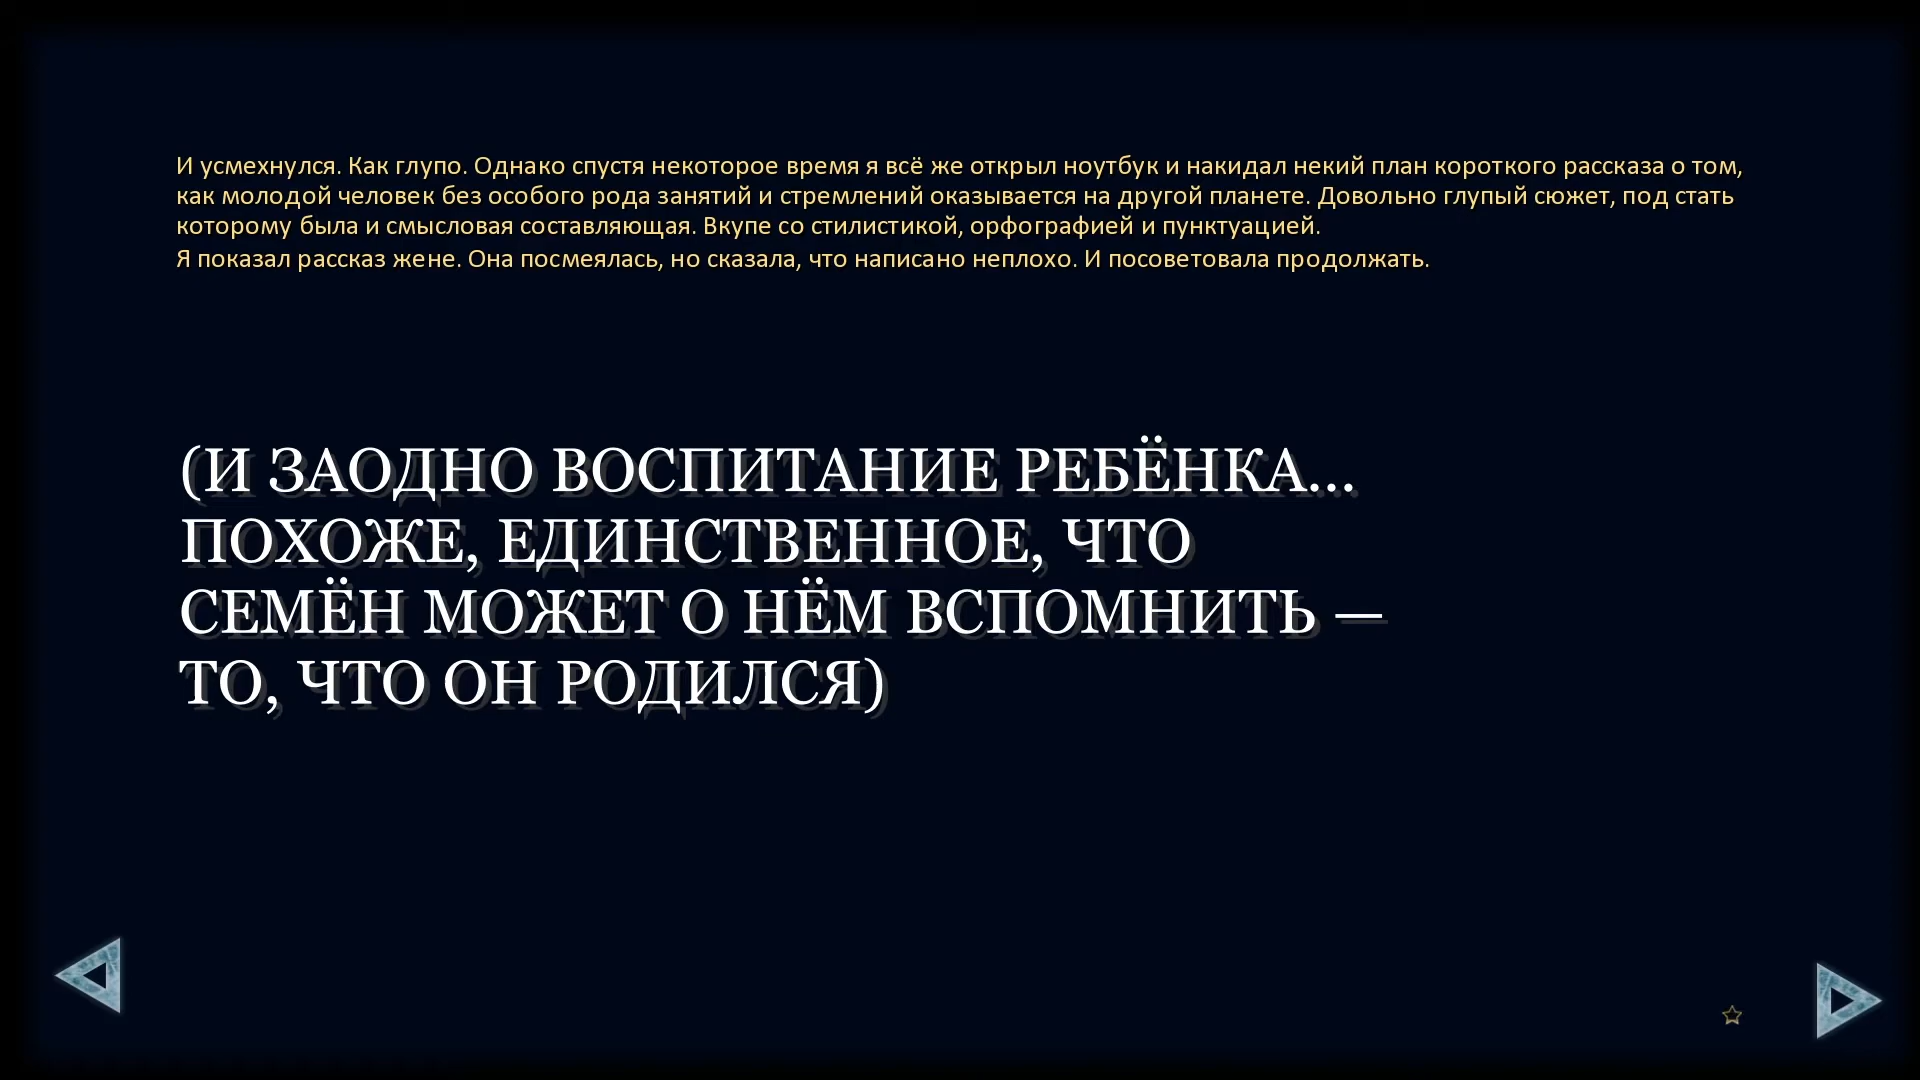 И усмехнулся. Как глупо. Однако спустя некоторое время я всё же открыл ноутбук и накидал некий план короткого рассказа о том,
как молодой человек без особого рода занятий и стремлений оказывается на другой планете. Довольно глупый сюжет, под стать
которому была и смысловая составляющая. Вкупе со стилистикой, орфографией и пунктуацией.
Я показал рассказ жене. Она посмеялась, но сказала, что написано неплохо. И посоветовала продолжать.
(И ЗАОДНО ВОСПИТАНИЕ РЕБЁНКА...
ПОХОЖЕ, ЕДИНСТВЕННОЕ, ЧТО
СЕМЁН МОЖЕТ О НЁМ ВСПОМНИТЬ —
ТО, ЧТО ОН РОДИЛСЯ)